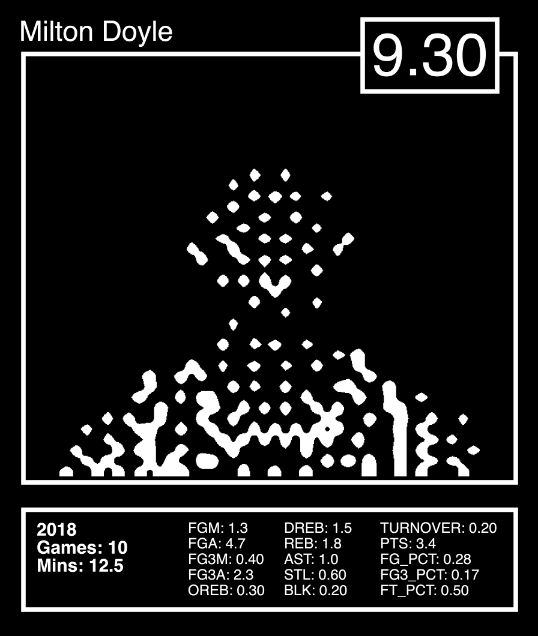 Milton Doyle
9.30
2018
Games: 10
Mins: 12.5
FGM: 1.3
FGA: 4.7
FG3M: 0.40
FG3A: 2.3
OREB: 0.30
DREB: 1.5
REB: 1.8
AST: 1.0
STL: 0.60
BLK: 0.20
TURNOVER: 0.20
PTS: 3.4
FG_PCT: 0.28
FG3_PCT: 0.17
FT_PCT: 0.50